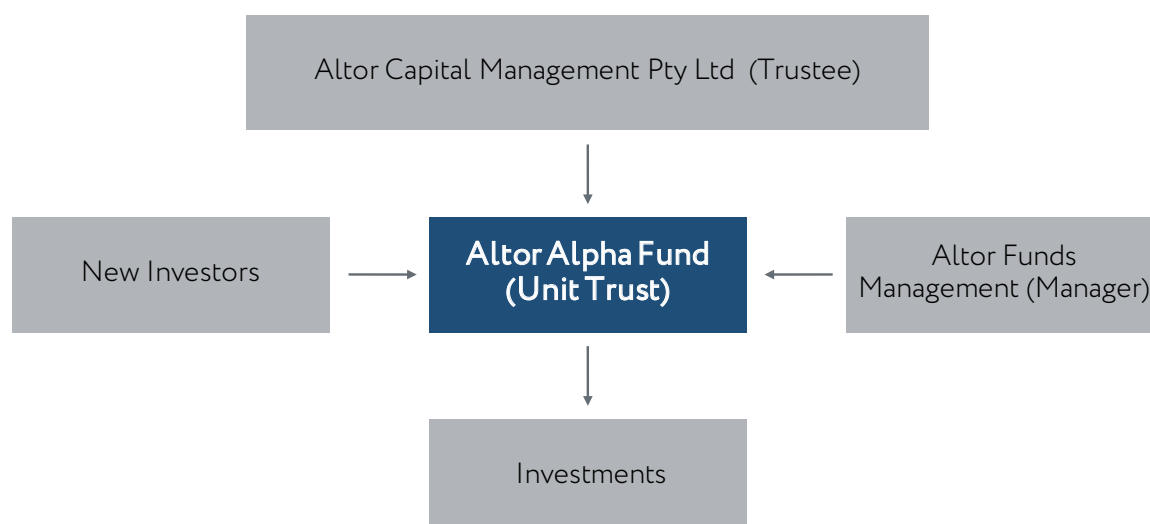 Altor Capital Management Pty Ltd (Trustee)
New Investors
Altor Alpha Fund
(Unit Trust)
Altor Funds
Management (Manager)
Investments